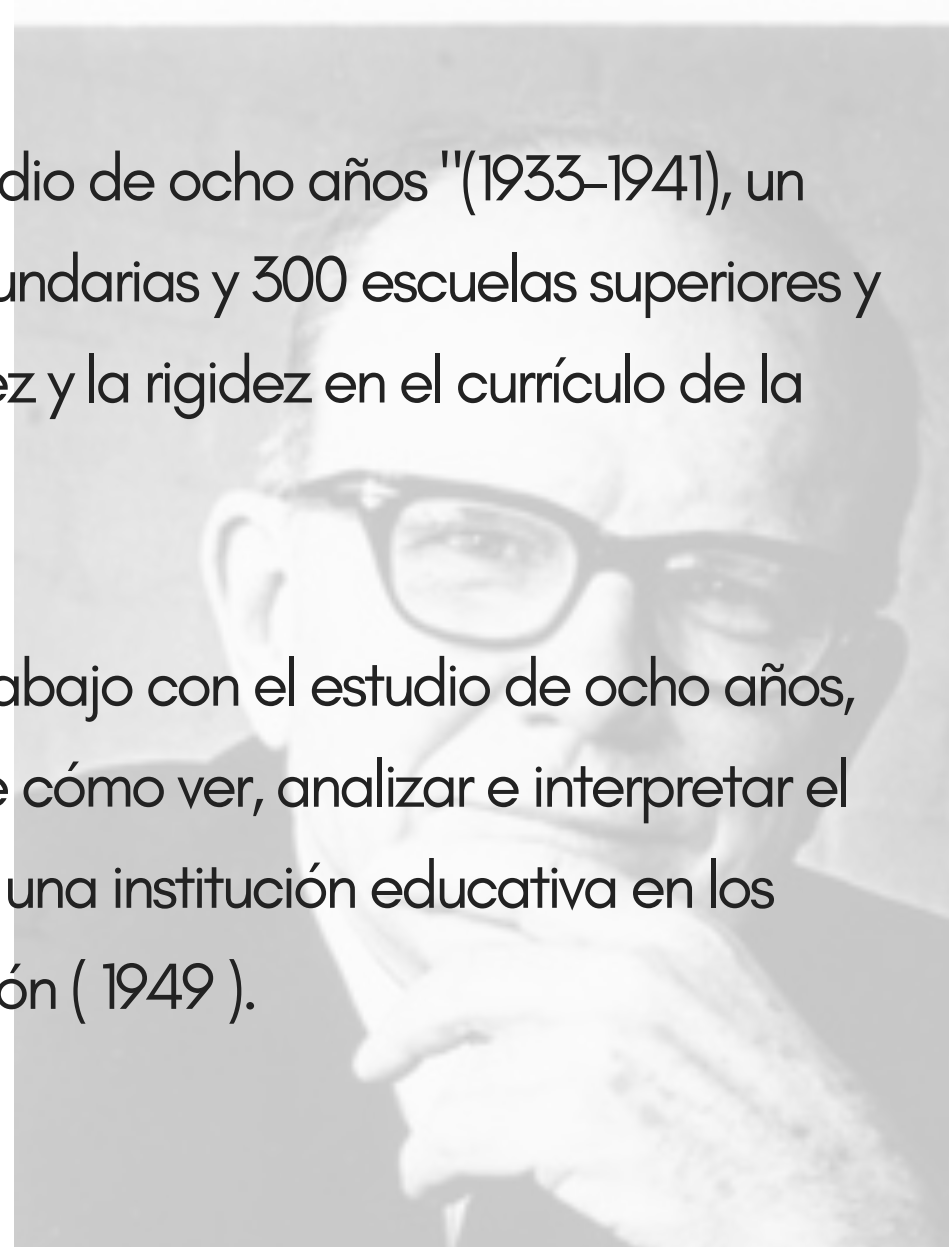 dio de ocho años "(1933–1941), un
undarias y 300 escuelas superiores y
ez y la rigidez en el currículo de la
abajo con el estudio de ocho años,
e cómo ver, analizar e interpretar el
una institución educativa en los
ón ( 1949 ).